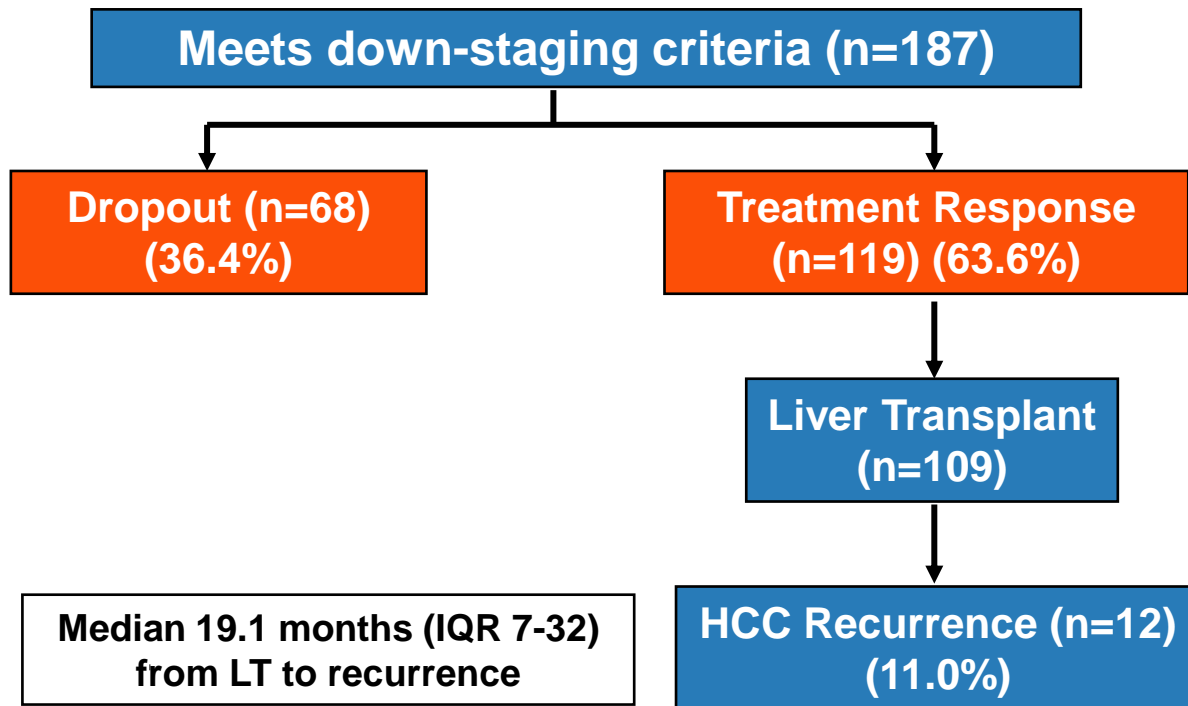 Meets down-staging criteria (n=187)
Dropout (n=68)
(36.4%)
Treatment Response
(n=119) (63.6%)
Liver Transplant
(n=109)
Median 19.1 months (IQR 7-32)
from LT to recurrence
HCC Recurrence (n=12)
(11.0%)